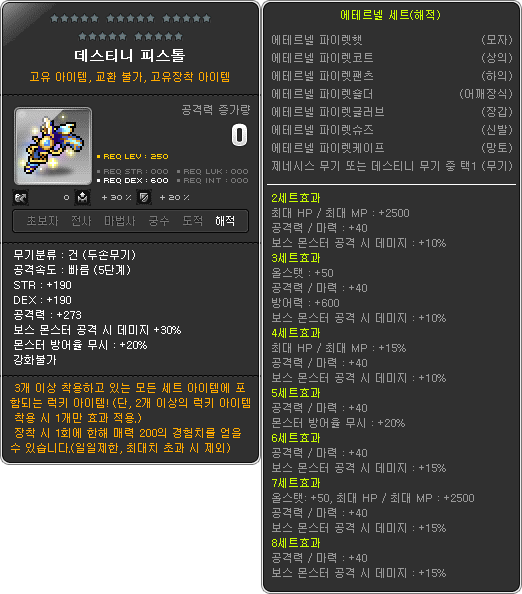 데스티니 피스톨
고유 아이템, 교환 불가, 고유장착 아이템
공격력 증가량
0
REQ LEV : 250
REQ STR : 000
REQ LUK : 000
REQ DEX : 600
REQ INT : 000
0
+ 30 %
+ 20 %
초보자 전사 마법사 궁수 도적 해적
무기분류 : 건 (두손무기)
공격속도 : 빠름 (5단계)
STR : +190
DEX : +190
공격력 : +273
보스 몬스터 공격 시 데미지 +30%
몬스터 방어율 무시 : +20%
강화불가
3개 이상 착용하고 있는 모든 세트 아이템에 포
함되는 럭키 아이템! (단, 2개 이상의 럭키 아이템
착용 시 1개만 효과 적용.)
장착 시 1회에 한해 매력 200의 경험치를 얻을
수 있습니다.(일일제한, 최대치 초과 시 제외)
에테르넬 세트(해적)
에테르넬 파이렛햇 (모자)
에테르넬 파이렛코트 (상의)
에테르넬 파이렛팬츠 (하의)
에테르넬 파이렛숄더 (어깨장식)
에테르넬 파이렛글러브 (장갑)
에테르넬 파이렛슈즈 (신발)
에테르넬 파이렛케이프 (망토)
제네시스 무기 또는 데스티니 무기 중 택1 (무기)
2세트효과
최대 HP / 최대 MP : +2500
공격력 / 마력 : +40
보스 몬스터 공격 시 데미지 : +10%
3세트효과
올스탯 : +50
공격력 / 마력 : +40
방어력 : +600
보스 몬스터 공격 시 데미지 : +10%
4세트효과
최대 HP / 최대 MP : +15%
공격력 / 마력 : +40
보스 몬스터 공격 시 데미지 : +10%
5세트효과
공격력 / 마력 : +40
몬스터 방어율 무시 : +20%
6세트효과
공격력 / 마력 : +40
보스 몬스터 공격 시 데미지 : +15%
7세트효과
올스탯: +50, 최대 HP / 최대 MP : +2500
공격력 / 마력 : +40
보스 몬스터 공격 시 데미지 : +15%
8세트효과
공격력 / 마력 : +40
보스 몬스터 공격 시 데미지 : +15%